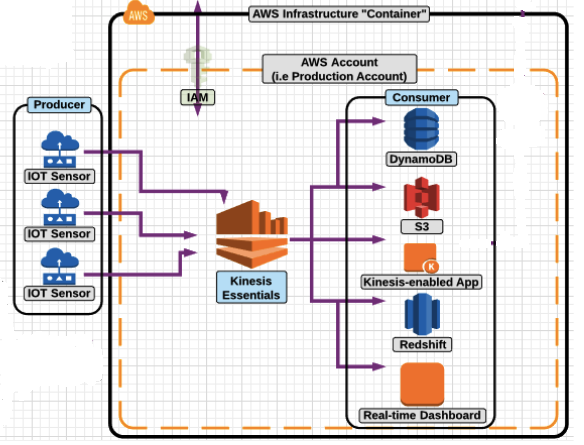 AWS
AWS Infrastructure "Container"
AWS Account
(i.e Production Account)
IAM
Producer
IOT Sensor
IOT Sensor
IOT Sensor
Kinesis
Essentials
Consumer
DynamoDB
S3
K
Kinesis-enabled App
Redshift
Real-time Dashboard